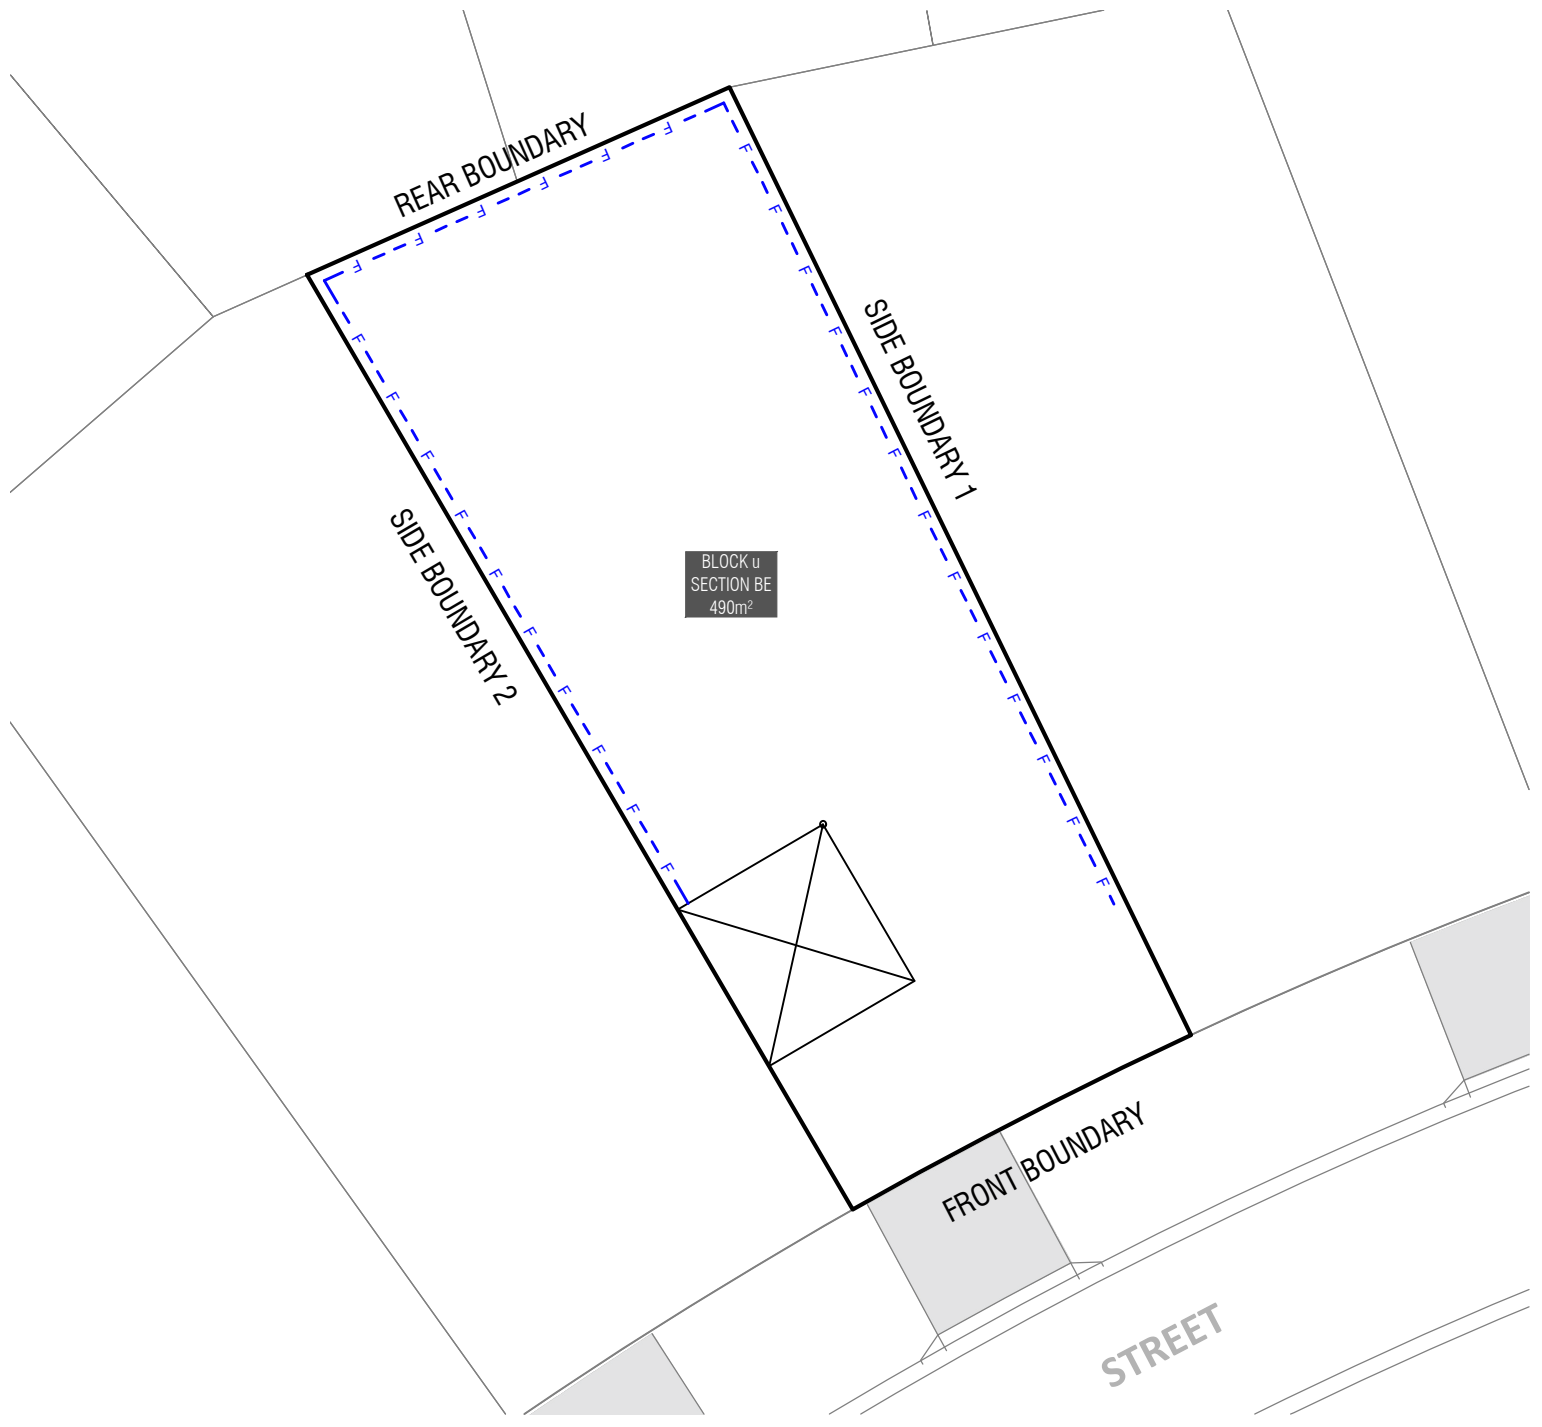 REAR BOUNDARY
F F F F F F
F F F F F F F F F F F F F
SIDE BOUNDARY 1
F F F F F F F F F F
SIDE BOUNDARY 2
BLOCK u
SECTION BE
490m²
FRONT BOUNDARY
STREET